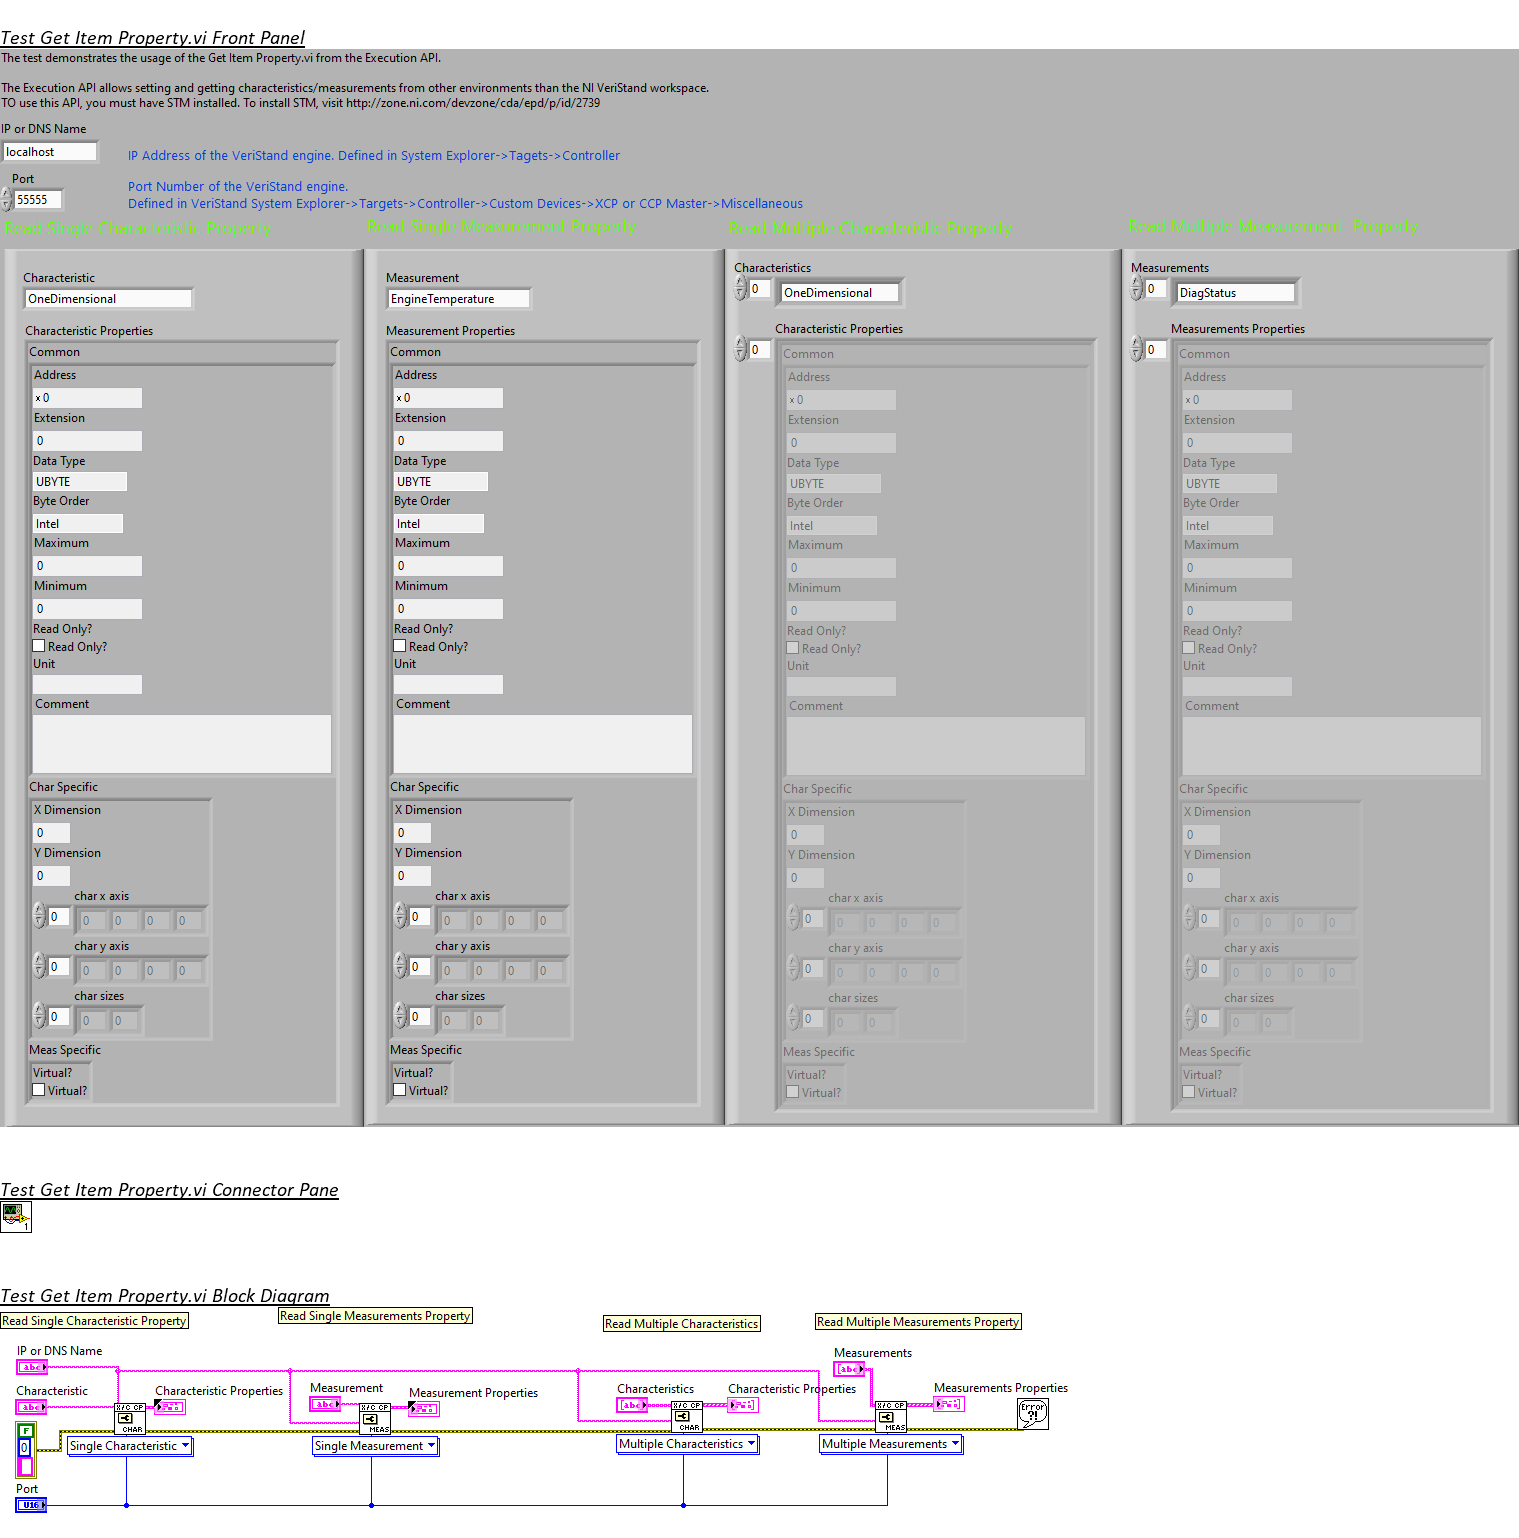 Test Get Item Property.vi Front Panel
The test demonstrates the usage of the Get Item Property.vi from the Execution API.
The Execution API allows setting and getting characteristics/measurements from other environments than the NI VeriStand workspace.
TO use this API, you must have STM installed. To install STM, visit http://zone.ni.com/devzone/cda/epd/p/id/2739
IP or DNS Name
localhost
IP Address of the VeriStand engine. Defined in System Explorer->Tagets->Controller
Port
55555
Port Number of the VeriStand engine.
Defined in VeriStand System Explorer->Targets->Controller->Custom Devices->XCP or CCP Master->Miscellaneous
Read Single Characteristic Property
Characteristic
OneDimensional
Characteristic Properties
Common
Address
x 0
Extension
0
Data Type
UBYTE
Byte Order
Intel
Maximum
0
Minimum
0
Read Only?
Read Only?
Unit
Comment
Char Specific
X Dimension
0
Y Dimension
0
char x axis
0 0 0 0 0
char y axis
0 0 0 0 0
char sizes
0 0 0
Meas Specific
Virtual?
Virtual?
Read Single Measurement Property
Measurement
EngineTemperature
Measurement Properties
Common
Address
x 0
Extension
0
Data Type
UBYTE
Byte Order
Intel
Maximum
0
Minimum
0
Read Only?
Read Only?
Unit
Comment
Char Specific
X Dimension
0
Y Dimension
0
char x axis
0 0 0 0 0
char y axis
0 0 0 0 0
char sizes
0 0 0
Meas Specific
Virtual?
Virtual?
Read Multiple Characteristic Property
Characteristics
0 OneDimensional
Characteristic Properties
0
Common
Address
x 0
Extension
0
Data Type
UBYTE
Byte Order
Intel
Maximum
0
Minimum
0
Read Only?
Read Only?
Unit
Comment
Char Specific
X Dimension
0
Y Dimension
0
char x axis
0 0 0 0 0
char y axis
0 0 0 0 0
char sizes
0 0 0
Meas Specific
Virtual?
Virtual?
Read Multiple Measurement Property
Measurements
0 DiagStatus
Measurements Properties
0
Common
Address
x 0
Extension
0
Data Type
UBYTE
Byte Order
Intel
Maximum
0
Minimum
0
Read Only?
Read Only?
Unit
Comment
Char Specific
X Dimension
0
Y Dimension
0
char x axis
0 0 0 0 0
char y axis
0 0 0 0 0
char sizes
0 0 0
Meas Specific
Virtual?
Virtual?
Test Get Item Property.vi Connector Pane
1
Test Get Item Property.vi Block Diagram
Read Single Characteristic Property
Read Single Measurements Property
Read Multiple Characteristics
Read Multiple Measurements Property
IP or DNS Name
abc
Measurements
abc
Characteristic
abc
Characteristic Properties
Measurement
abc
Measurement Properties
Characteristics
abc
Characteristic Properties
Measurements Properties
X/C CP
CHAR
X/C CP
MEAS
X/C CP
CHAR
X/C CP
MEAS
Error
?!
F
0
Single Characteristic
Single Measurement
Multiple Characteristics
Multiple Measurements
Port
U16